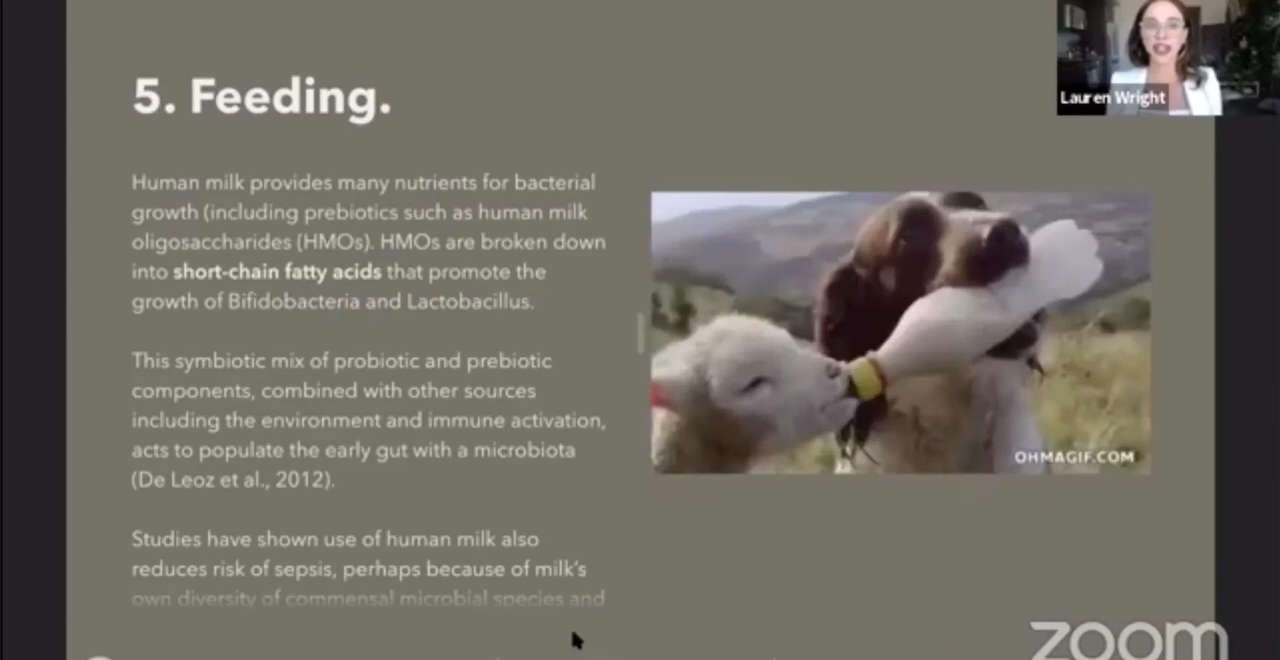 5. Feeding.
Lauren Wright
Human milk provides many nutrients for bacterial
growth (including prebiotics such as human milk
oligosaccharides (HMOs). HMOs are broken down
into short-chain fatty acids that promote the
growth of Bifidobacteria and Lactobacillus.
This symbiotic mix of probiotic and prebiotic
components, combined with other sources
including the environment and immune activation,
acts to populate the early gut with a microbiota
(De Leoz et al., 2012).
OHMAGIF.COM
Studies have shown use of human milk also
reduces risk of sepsis, perhaps because of milk's
own diversity of commensal microbial species and
zoom